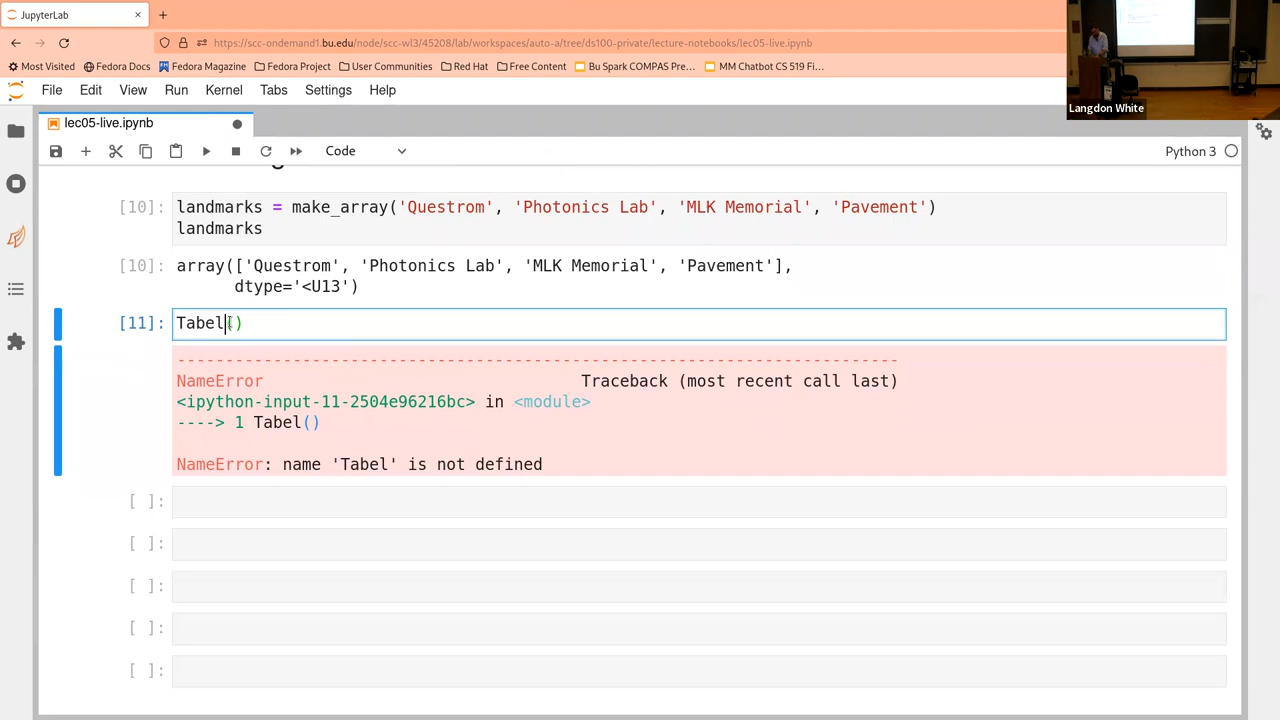 JupyterLab
https://scc-ondemand1.bu.edu/node/scc-wl3/45208/lab/workspaces/auto-a/tree/ds100-private/lecture-notebooks/lec05-live.ipynb
Most Visited Fedora Docs Fedora Magazine Fedora Project User Communities Red Hat Free Content Bu Spark COMPAS Pre... MM Chatbot CS 519 Fi...
Langdon White
File Edit View Run Kernel Tabs Settings Help
lec05-live.ipynb
Code Python 3
[10]: landmarks = make_array('Questrom', 'Photonics Lab', 'MLK Memorial', 'Pavement')
landmarks
[10]: array(['Questrom', 'Photonics Lab', 'MLK Memorial', 'Pavement'],
dtype='<U13')
[11]: Tabel()
---------------------------------------------------------------------------
NameError Traceback (most recent call last)
<ipython-input-11-2504e96216bc> in <module>
----> 1 Tabel()
NameError: name 'Tabel' is not defined
[ ]:
[ ]:
[ ]:
[ ]:
[ ]: